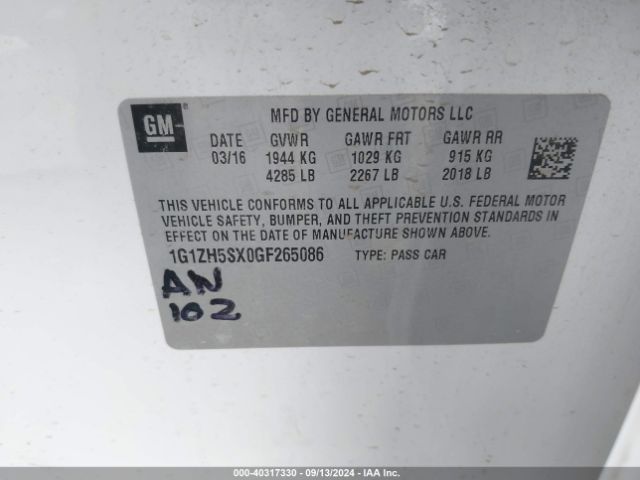 GM
®
MFD BY GENERAL MOTORS LLC
DATE GVWR GAWR FRT GAWR RR
03/16 1944 KG 1029 KG 915 KG
4285 LB 2267 LB 2018 LB
THIS VEHICLE CONFORMS TO ALL APPLICABLE U.S. FEDERAL MOTOR
VEHICLE SAFETY, BUMPER, AND THEFT PREVENTION STANDARDS IN
EFFECT ON THE DATE OF MANUFACTURE SHOWN ABOVE.
1G1ZH5SX0GF265086 TYPE: PASS CAR
AW
102
© - Stock# - 40317330 - 09/13/2024 - IAA Inc.